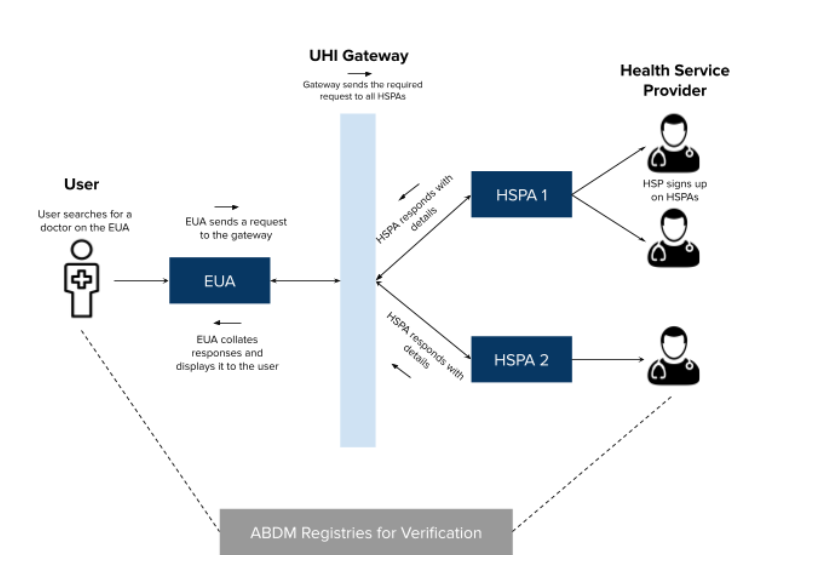 UHI Gateway
Gateway sends the required
request to all HSPAs
Health Service
Provider
User
User searches for a
doctor on the EUA
EUA sends a request
to the gateway
EUA
EUA collates
responses and
displays it to the user
HSPA responds with
details
HSPA 1
HSP signs up
on HSPAs
HSPA responds with
details
HSPA 2
ABDM Registries for Verification